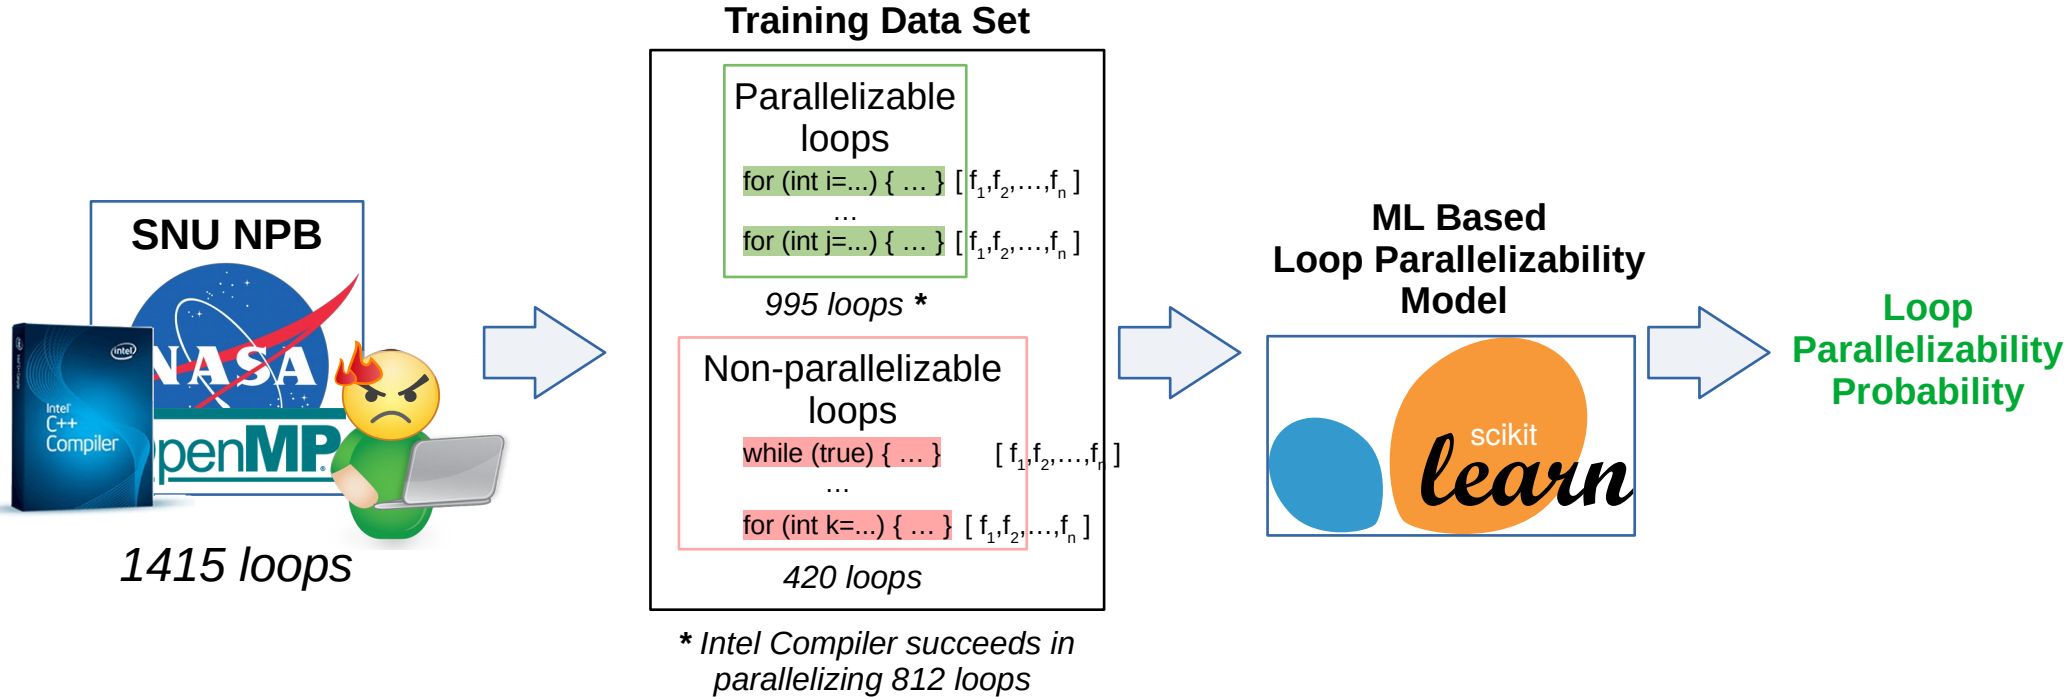 Training Data Set
Parallelizable
loops
for (int i=...) { … } [ f1,f2,…,fn ]
…
for (int j=...) { … } [ f1,f2,…,fn ]
995 loops *
Non-parallelizable
loops
while (true) { … } [ f1,f2,…,fn ]
…
for (int k=...) { … } [ f1,f2,…,fn ]
420 loops
* Intel Compiler succeeds in
parallelizing 812 loops
SNU NPB
NASA
intel
Intel
C++
Compiler
penMP
1415 loops
ML Based
Loop Parallelizability
Model
scikit
learn
Loop
Parallelizability
Probability